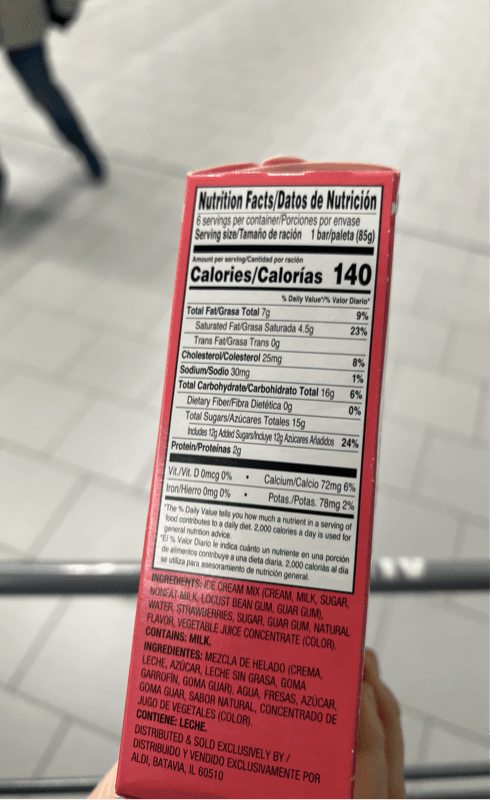 Nutrition Facts/Datos de Nutrición
6 servings per container/Porciones por envase
Serving size/Tamaño de ración 1 bar/paleta (85g)
Amount per serving/Cantidad por ración
Calories/Calorías 140
% Daily Value*/% Valor Diario*
Total Fat/Grasa Total 7g 9%
Saturated Fat/Grasa Saturada 4.5g 23%
Trans Fat/Grasa Trans 0g
Cholesterol/Colesterol 25mg 8%
Sodium/Sodio 30mg 1%
Total Carbohydrate/Carbohidrato Total 16g 6%
Dietary Fiber/Fibra Dietética 0g 0%
Total Sugars/Azúcares Totales 15g
Includes 12g Added Sugars/Incluye 12g Azúcares Añadidos 24%
Protein/Proteínas 2g
Vit./Vit. D 0mcg 0% • Calcium/Calcio 72mg 6%
Iron/Hierro 0mg 0% • Potas./Potas. 78mg 2%
*The % Daily Value tells you how much a nutrient in a serving of
food contributes to a daily diet. 2,000 calories a day is used for
general nutrition advice.
*El % Valor Diario le indica cuánto un nutriente en una porción
de alimentos contribuye a una dieta diaria. 2,000 calorías al día
se utiliza para asesoramiento de nutrición general.
INGREDIENTS: ICE CREAM MIX (CREAM, MILK, SUGAR,
NONFAT MILK, LOCUST BEAN GUM, GUAR GUM),
WATER, STRAWBERRIES, SUGAR, GUAR GUM, NATURAL
FLAVOR, VEGETABLE JUICE CONCENTRATE (COLOR).
CONTAINS: MILK.
INGREDIENTES: MEZCLA DE HELADO (CREMA,
LECHE, AZÚCAR, LECHE SIN GRASA, GOMA
GARROFÍN, GOMA GUAR), AGUA, FRESAS, AZÚCAR,
GOMA GUAR, SABOR NATURAL, CONCENTRADO DE
JUGO DE VEGETALES (COLOR).
CONTIENE: LECHE.
DISTRIBUTED & SOLD EXCLUSIVELY BY /
DISTRIBUIDO Y VENDIDO EXCLUSIVAMENTE POR
ALDI, BATAVIA, IL 60510